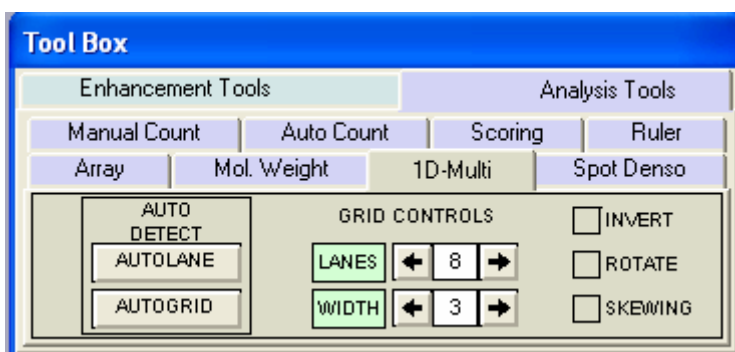 Tool Box
Enhancement Tools Analysis Tools
Manual Count Auto Count Scoring Ruler
Array Mol. Weight 1D-Multi Spot Denso
AUTO
DETECT
AUTOLANE
AUTOGRID
GRID CONTROLS
LANES 8
WIDTH 3
INVERT
ROTATE
SKEWING